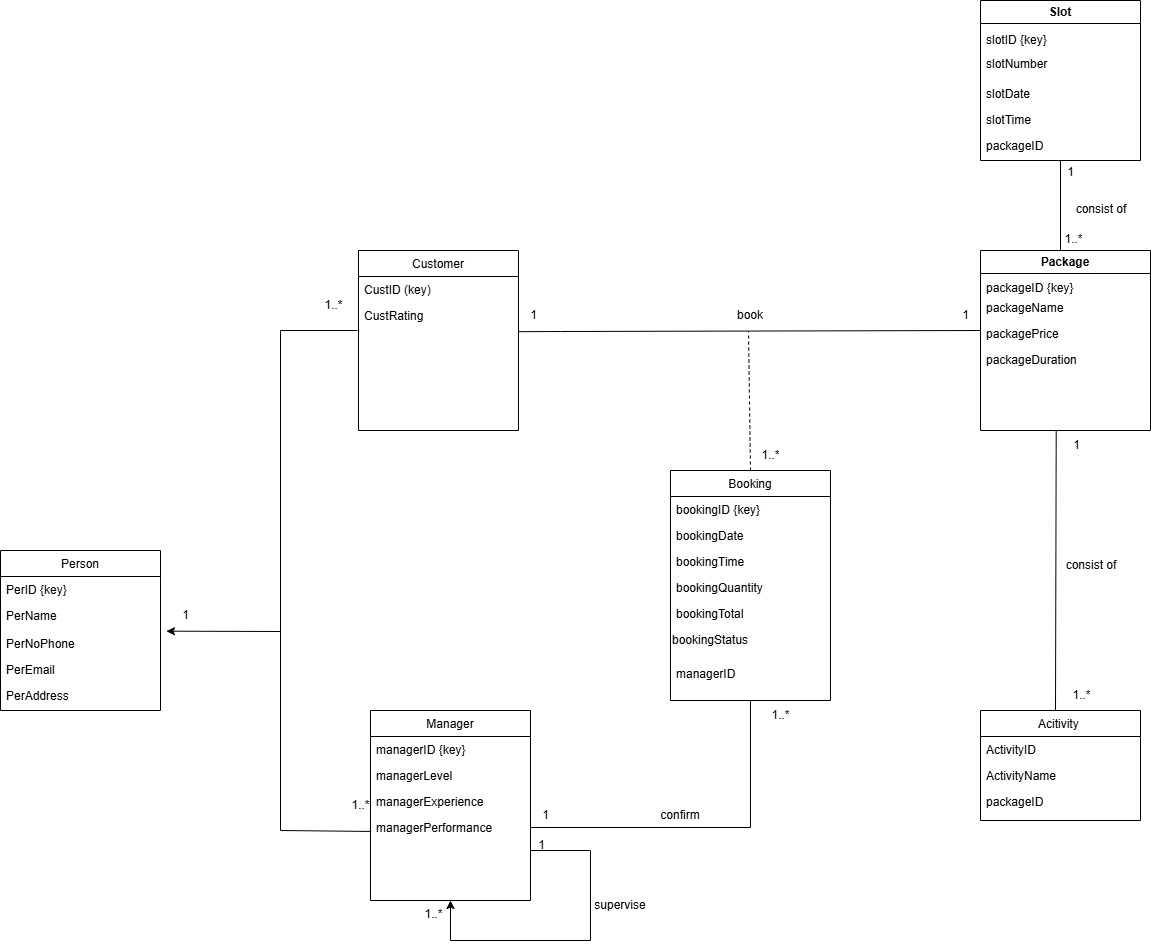 Slot
slotID {key}
slotNumber
slotDate
slotTime
packageID
1
consist of
1..*
Package
packageID {key}
packageName
packagePrice
packageDuration
Customer
CustID (key)
CustRating
1..*
1
book
1
1..*
Booking
bookingID {key}
bookingDate
bookingTime
bookingQuantity
bookingTotal
bookingStatus
managerID
1..*
1
consist of
1..*
Acitivity
ActivityID
ActivityName
packageID
Person
PerID {key}
PerName
PerNoPhone
PerEmail
PerAddress
1
Manager
managerID {key}
managerLevel
managerExperience
managerPerformance
1..*
1
confirm
1
supervise
1..*